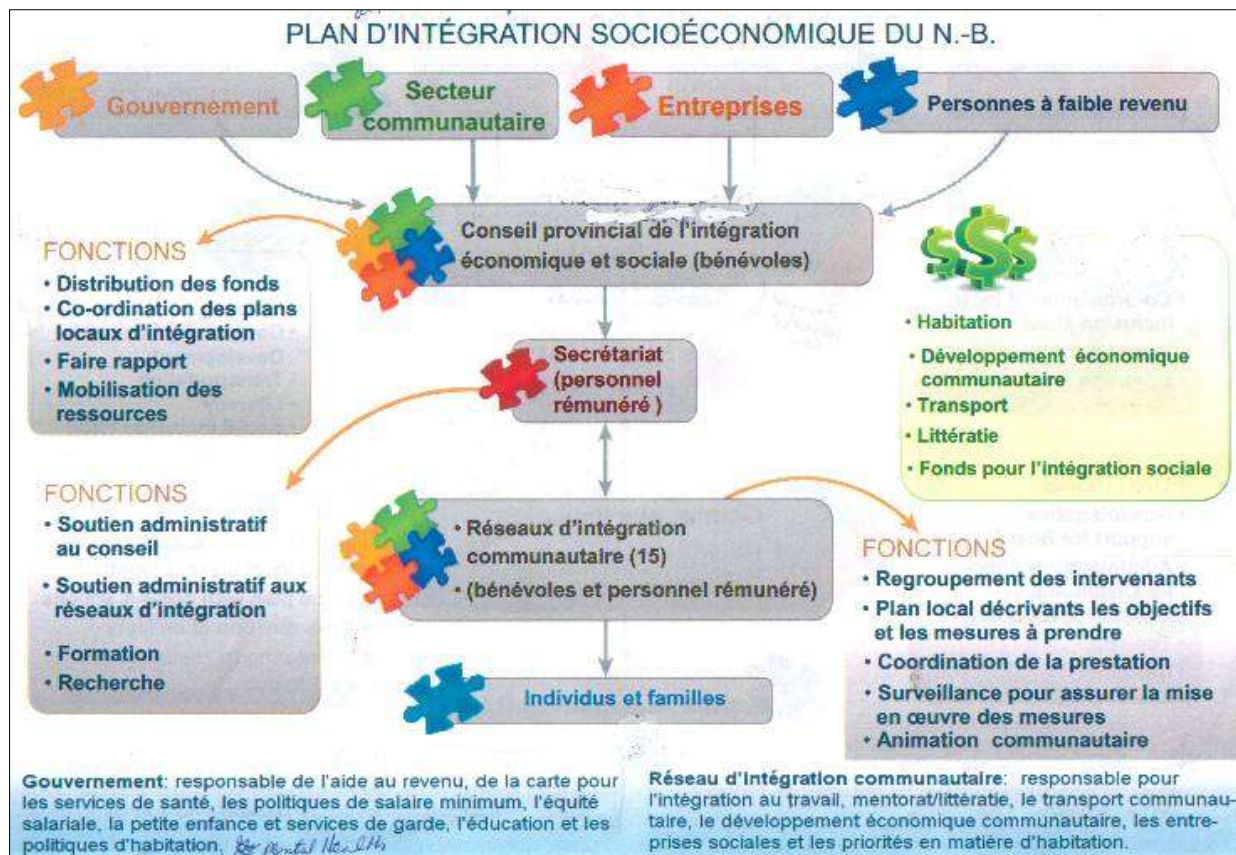 PLAN D'INTÉGRATION SOCIOÉCONOMIQUE DU N.-B.
Gouvernement
Secteur
communautaire
Entreprises
Personnes à faible revenu
Conseil provincial de l'intégration
économique et sociale (bénévoles)
FONCTIONS
• Distribution des fonds
• Co-ordination des plans
locaux d'intégration
• Faire rapport
• Mobilisation des
ressources
• Habitation
• Développement économique
communautaire
• Transport
• Littératie
• Fonds pour l'intégration sociale
Secrétariat
(personnel
rémunéré )
FONCTIONS
• Soutien administratif
au conseil
• Soutien administratif aux
réseaux d'intégration
• Formation
• Recherche
• Réseaux d'intégration
communautaire (15)
• (bénévoles et personnel rémunéré)
FONCTIONS
• Regroupement des intervenants
• Plan local décrivants les objectifs
et les mesures à prendre
• Coordination de la prestation
• Surveillance pour assurer la mise
en œuvre des mesures
• Animation communautaire
Individus et familles
Gouvernement: responsable de l'aide au revenu, de la carte pour
les services de santé, les politiques de salaire minimum, l'équité
salariale, la petite enfance et services de garde, l'éducation et les
politiques d'habitation, Mental Health
Réseau d'Intégration communautaire: responsable pour
l'intégration au travail, mentorat/littératie, le transport communau-
taire, le développement économique communautaire, les entre-
prises sociales et les priorités en matière d'habitation.